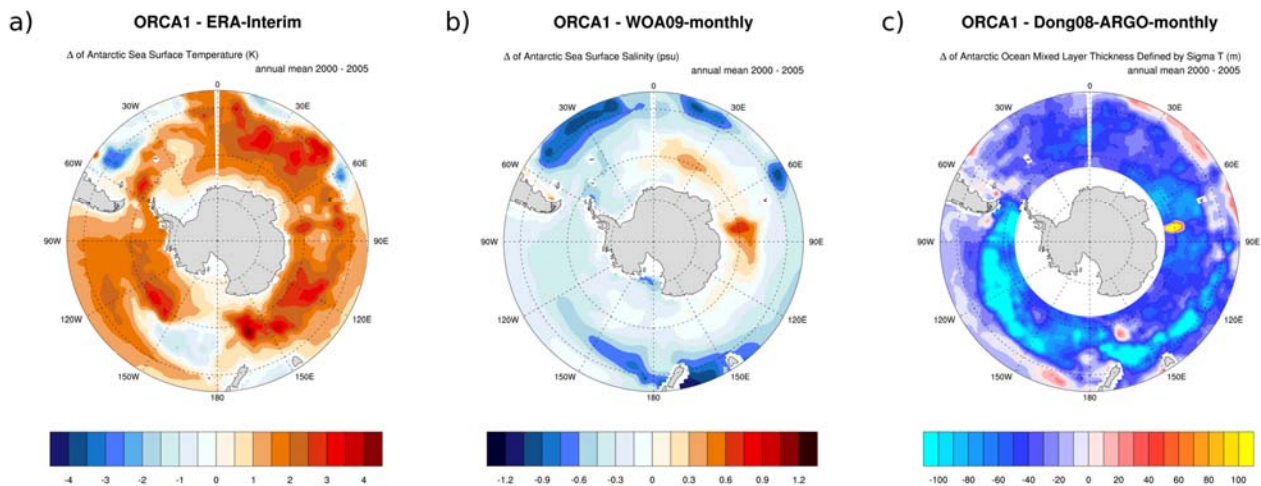 a)
ORCA1 - ERA-Interim
Δ of Antarctic Sea Surface Temperature (K)
annual mean 2000 - 2005
0
30W
30E
60W
60E
90W
90E
120W
120E
150W
150E
180
-4 -3 -2 -1 0 1 2 3 4
b)
ORCA1 - WOA09-monthly
Δ of Antarctic Sea Surface Salinity (psu)
annual mean 2000 - 2005
0
30W
30E
60W
60E
90W
90E
120W
120E
150W
150E
180
-1.2 -0.9 -0.6 -0.3 0 0.3 0.6 0.9 1.2
c)
ORCA1 - Dong08-ARGO-monthly
Δ of Antarctic Ocean Mixed Layer Thickness Defined by Sigma T (m)
annual mean 2000 - 2005
0
30W
30E
60W
60E
90W
90E
120W
120E
150W
150E
180
-100 -80 -60 -40 -20 0 20 40 60 80 100